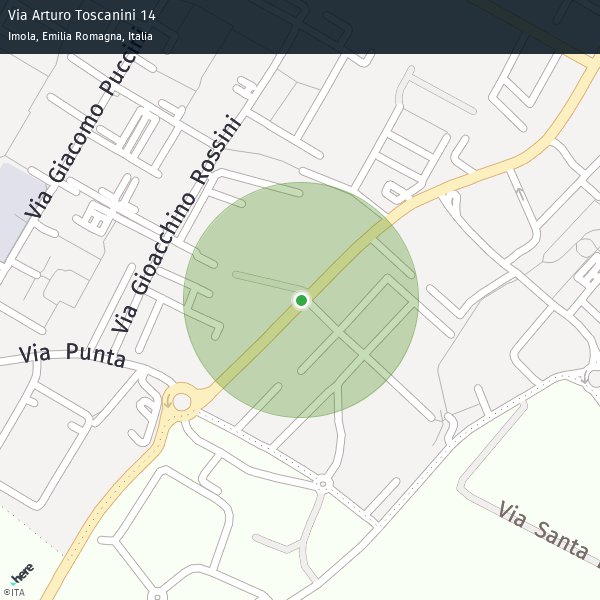 Via Arturo Toscanini 14
Imola, Emilia Romagna, Italia
Via Giacomo Puccini
Via Gioacchino Rossini
Via Punta
Via Santa
here
©ITA